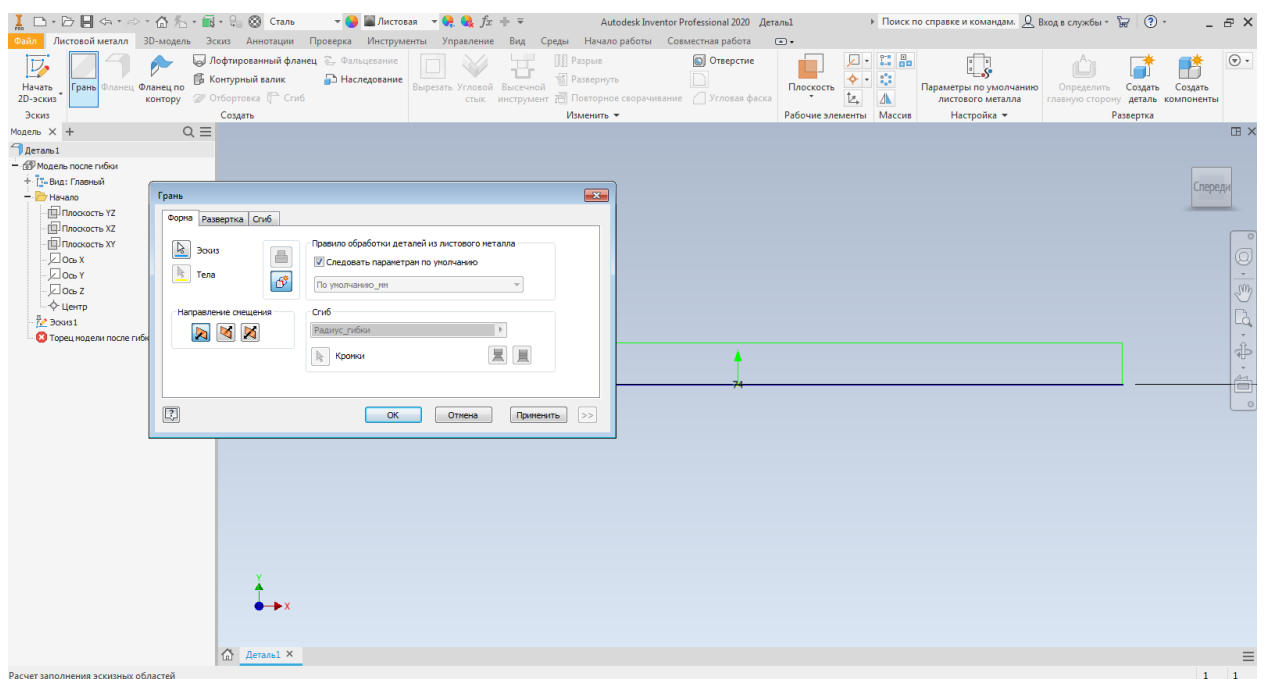 I PRO Сталь Листовая fx Autodesk Inventor Professional 2020 Деталь1 Поиск по справке и командам. Вход в службы
Файл Листовой металл 3D-модель Эскиз Аннотации Проверка Инструменты Управление Вид Среды Начало работы Совместная работа
Начать 2D-эскиз
Грань
Фланец
Фланец по контору
Лофтированный фланец
Контурный валик
Отбортовка
Фальцевание
Наследование
Сгиб
Вырезать
Угловой стык
Высечной инструмент
Разрыв
Развернуть
Повторное сворачивание
Отверстие
Угловая фаска
Плоскость
Параметры по умолчанию листового металла
Определить главную сторону
Создать деталь
Создать компоненты
Эскиз Создать Изменить Рабочие элементы Массив Настройка Развертка
Модель × +
Деталь1
Модель после гибки
Вид: Главный
Начало
Плоскость YZ
Плоскость XZ
Плоскость XY
Ось X
Ось Y
Ось Z
Центр
Эскиз1
Торец модели после гибк
Грань
Форма Развертка Сгиб
Эскиз
Тела
Правило обработки деталей из листового металла
Следовать параметрам по умолчанию
По умолчанию_мм
Направление смещения
Сгиб
Радиус_гибки
Кромки
ОК Отмена Применить >>
Спереди
74
Y
X
Деталь1 ×
Расчет заполнения эскизных областей 1 1